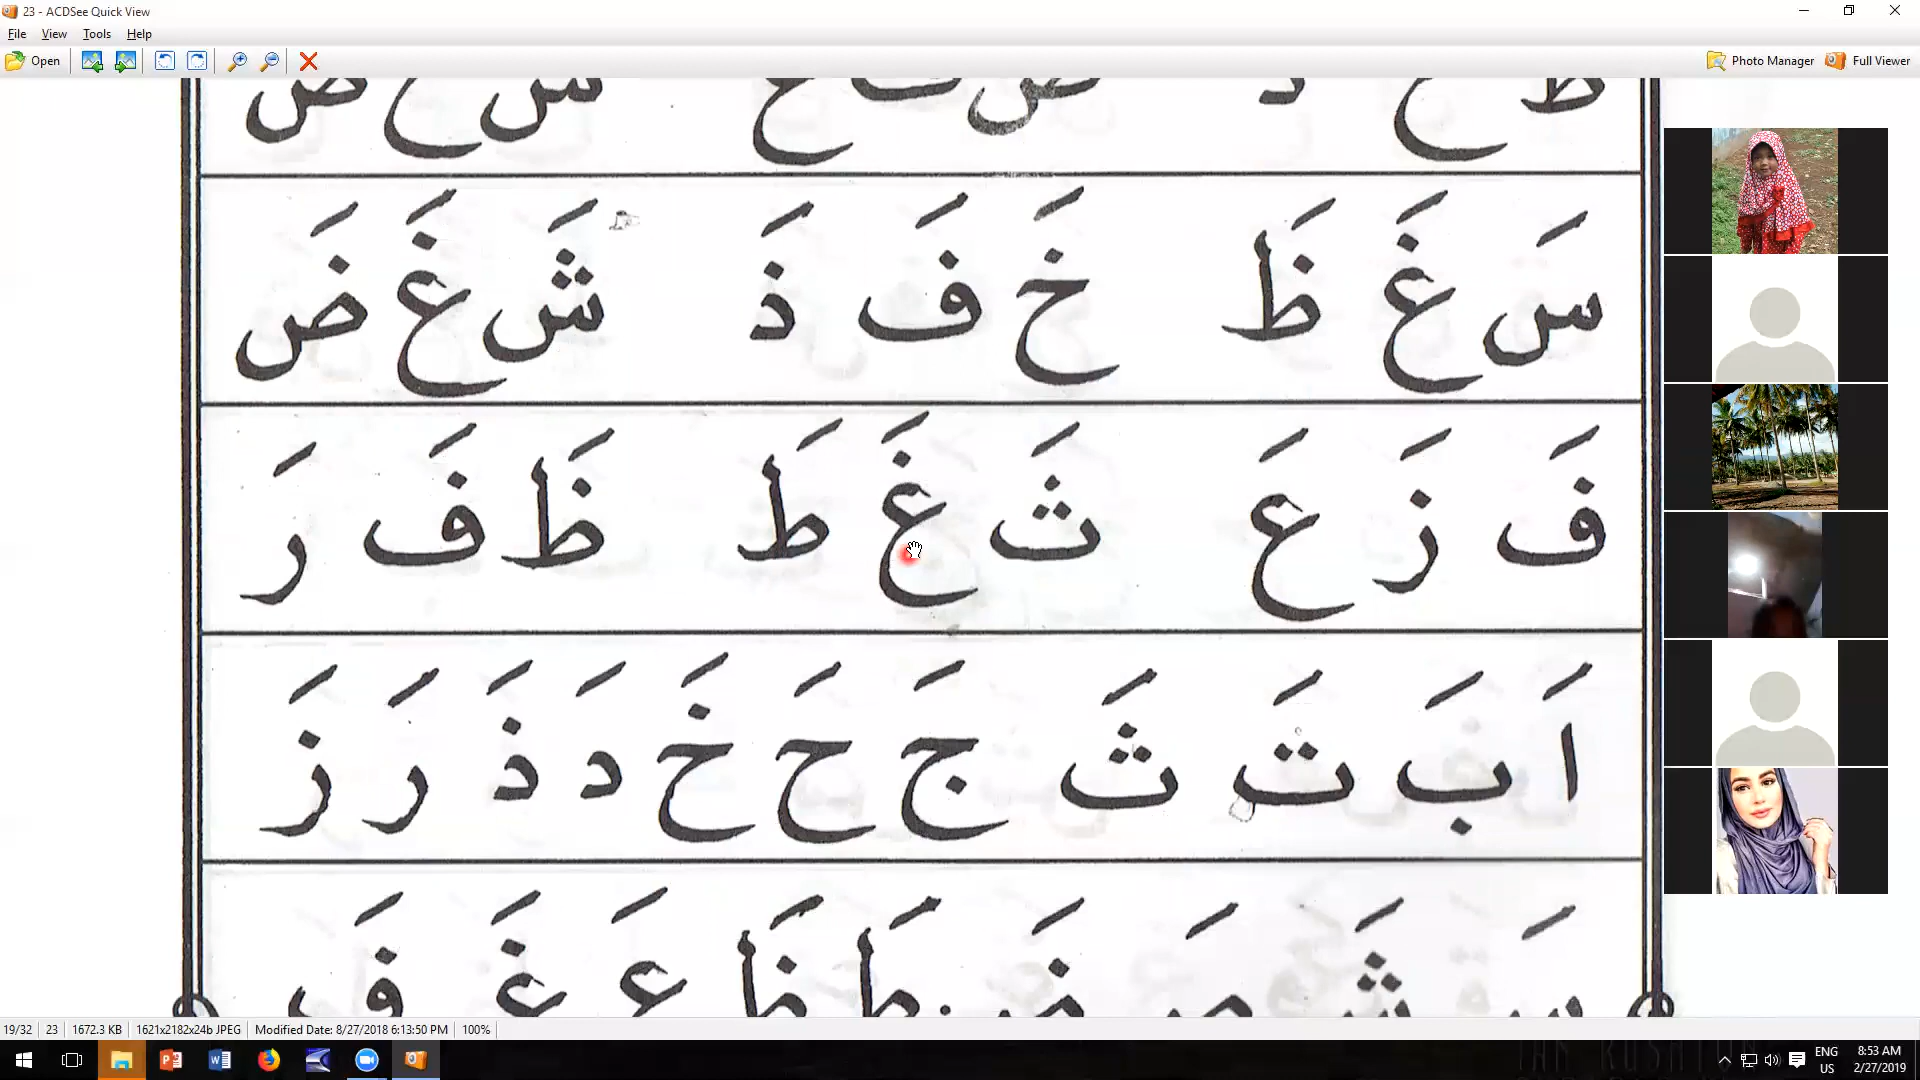 23 - ACDSee Quick View
File View Tools Help
Open Photo Manager Full Viewer
سَ غَ ظَ خَ فَ ذَ شَ غَ ضَ
فَ زَ عَ ثَ غَ طَ ظَ فَ رَ
اَ بَ تَ ثَ جَ حَ خَ دَ ذَ رَ زَ
سَ شَ صَ ضَ طَ ظَ عَ غَ فَ
19/32 23 1672.3 KB 1621x2182x24b JPEG Modified Date: 8/27/2018 6:13:50 PM 100%
ENG 8:53 AM
US 2/27/2019